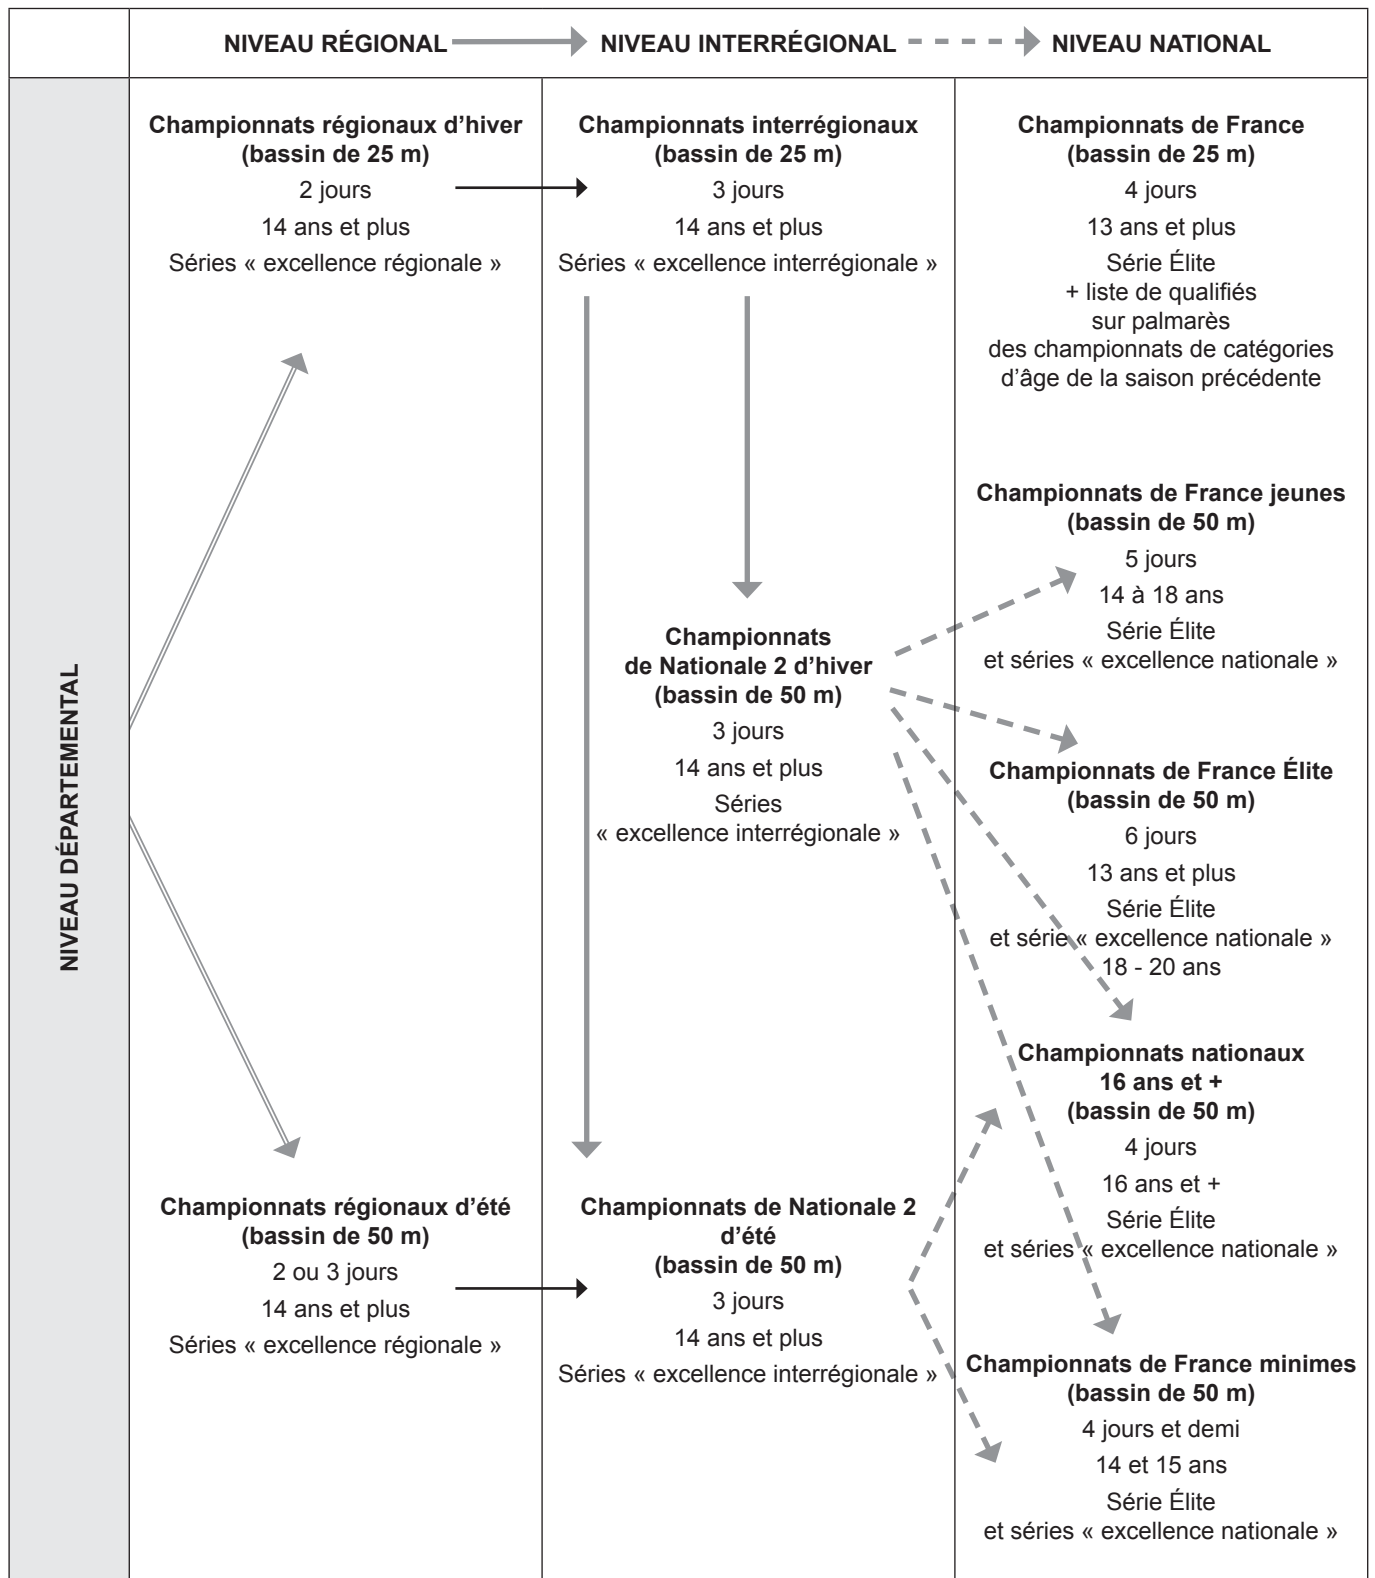 NIVEAU RÉGIONAL
NIVEAU INTERRÉGIONAL
NIVEAU NATIONAL
NIVEAU DÉPARTEMENTAL
Championnats régionaux d’hiver
(bassin de 25 m)
2 jours
14 ans et plus
Séries « excellence régionale »
Championnats régionaux d’été
(bassin de 50 m)
2 ou 3 jours
14 ans et plus
Séries « excellence régionale »
Championnats interrégionaux
(bassin de 25 m)
3 jours
14 ans et plus
Séries « excellence interrégionale »
Championnats
de Nationale 2 d’hiver
(bassin de 50 m)
3 jours
14 ans et plus
Séries
« excellence interrégionale »
Championnats de Nationale 2
d’été
(bassin de 50 m)
3 jours
14 ans et plus
Séries « excellence interrégionale »
Championnats de France
(bassin de 25 m)
4 jours
13 ans et plus
Série Élite
+ liste de qualifiés
sur palmarès
des championnats de catégories
d’âge de la saison précédente
Championnats de France jeunes
(bassin de 50 m)
5 jours
14 à 18 ans
Série Élite
et séries « excellence nationale »
Championnats de France Élite
(bassin de 50 m)
6 jours
13 ans et plus
Série Élite
et série « excellence nationale »
18 - 20 ans
Championnats nationaux
16 ans et +
(bassin de 50 m)
4 jours
16 ans et +
Série Élite
et séries « excellence nationale »
Championnats de France minimes
(bassin de 50 m)
4 jours et demi
14 et 15 ans
Série Élite
et séries « excellence nationale »